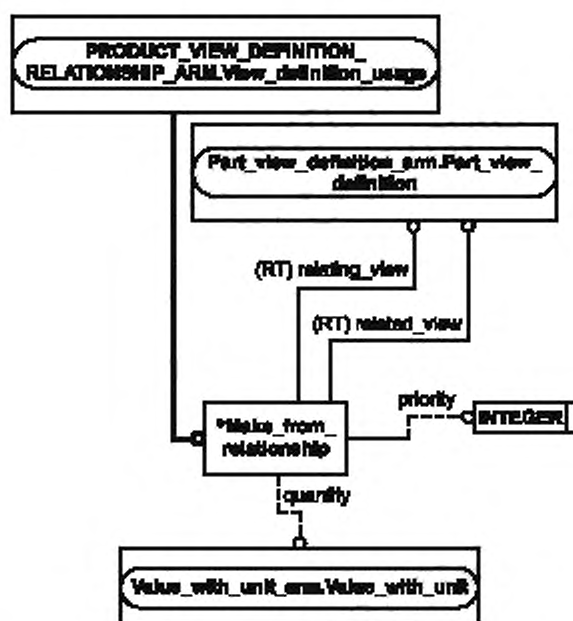 PRODUCT_VIEW_DEFINITION_
RELATIONSHIP_ARM.View_definition_usage
Part_view_definition_arm.Part_view_
definition
(RT) relating_view
(RT) related_view
priority
*Make_from_
relationship
INTEGER
quantity
Value_with_unit_arm.Value_with_unit